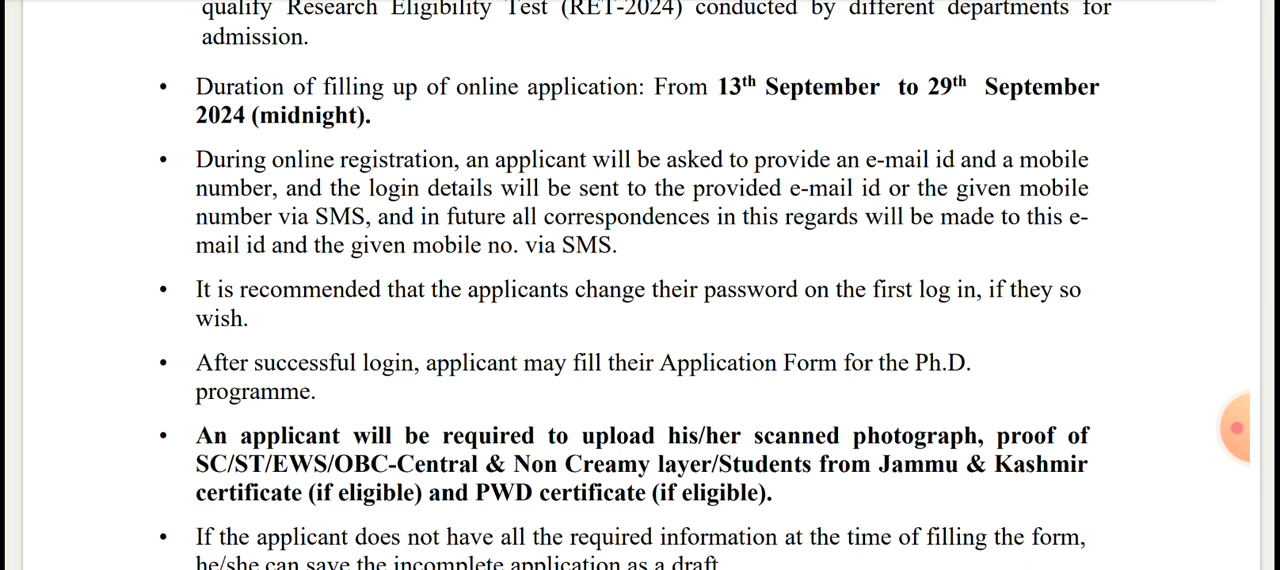 qualify Research Eligibility Test (RET-2024) conducted by different departments for
admission.
• Duration of filling up of online application: From 13th September to 29th September
2024 (midnight).
• During online registration, an applicant will be asked to provide an e-mail id and a mobile
number, and the login details will be sent to the provided e-mail id or the given mobile
number via SMS, and in future all correspondences in this regards will be made to this e-
mail id and the given mobile no. via SMS.
• It is recommended that the applicants change their password on the first log in, if they so
wish.
• After successful login, applicant may fill their Application Form for the Ph.D.
programme.
• An applicant will be required to upload his/her scanned photograph, proof of
SC/ST/EWS/OBC-Central & Non Creamy layer/Students from Jammu & Kashmir
certificate (if eligible) and PWD certificate (if eligible).
• If the applicant does not have all the required information at the time of filling the form,
he/she can save the incomplete application as a draft